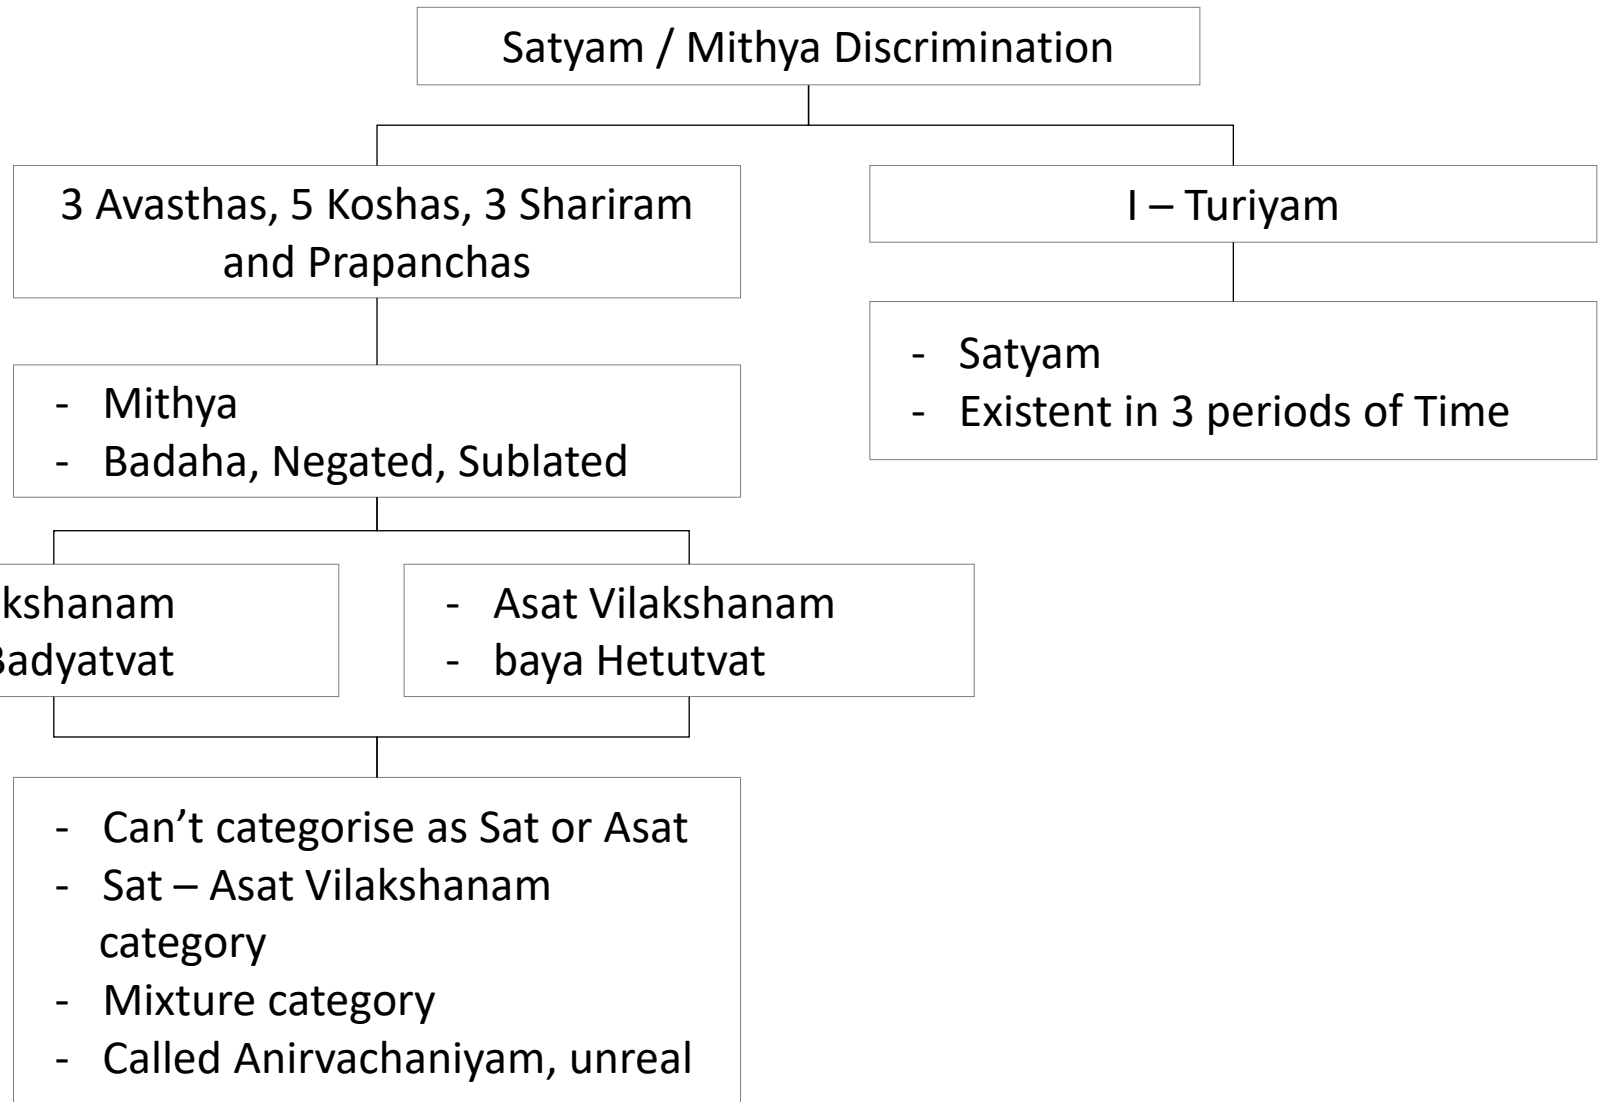 Satyam / Mithya Discrimination
3 Avasthas, 5 Koshas, 3 Shariram
and Prapanchas
I – Turiyam
- Mithya
- Badaha, Negated, Sublated
- Satyam
- Existent in 3 periods of Time
- Asat Vilakshanam
- baya Hetutvat
- Can’t categorise as Sat or Asat
- Sat – Asat Vilakshanam
category
- Mixture category
- Called Anirvachaniyam, unreal